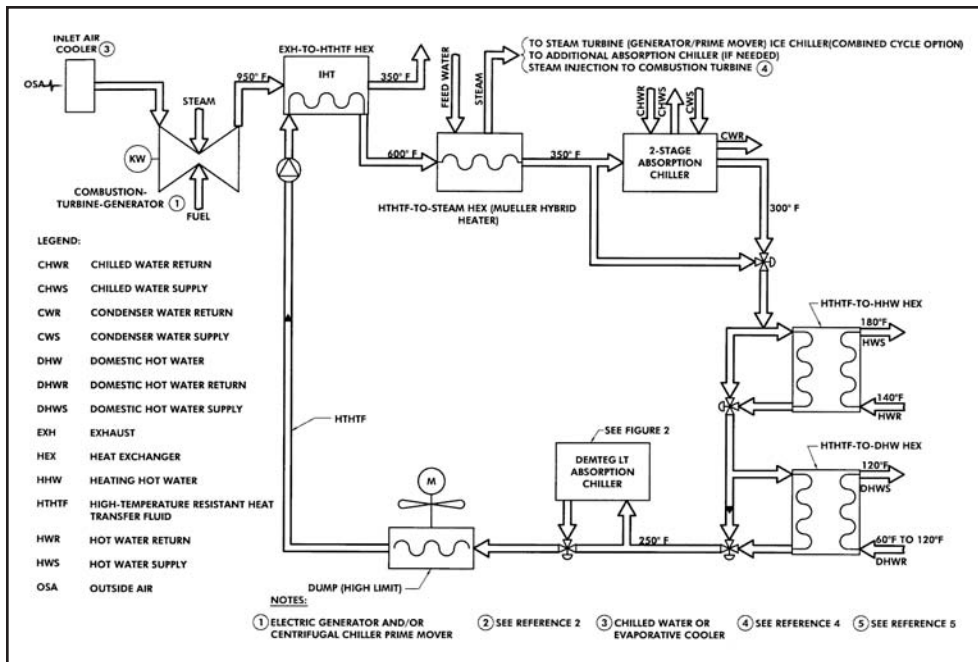 INLET AIR
COOLER ③
OSA
STEAM
KW
COMBUSTION-
TURBINE-GENERATOR ①
FUEL
950° F
EXH-TO-HTHTF HEX
IHT
350° F
600° F
FEED WATER
STEAM
TO STEAM TURBINE (GENERATOR/PRIME MOVER) ICE CHILLER(COMBINED CYCLE OPTION)
TO ADDITIONAL ABSORPTION CHILLER (IF NEEDED)
STEAM INJECTION TO COMBUSTION TURBINE ④
HTHTF-TO-STEAM HEX (MUELLER HYBRID
HEATER)
350° F
CHWR
CHWS
CWS
CWR
2-STAGE
ABSORPTION
CHILLER
300° F
HTHTF-TO-HHW HEX
180°F
HWS
140°F
HWR
HTHTF-TO-DHW HEX
120°F
DHWS
60°F TO 120°F
DHWR
250° F
SEE FIGURE 2
DEMTEG LT
ABSORPTION
CHILLER
M
DUMP (HIGH LIMIT)
HTHTF
LEGEND:
CHWR CHILLED WATER RETURN
CHWS CHILLED WATER SUPPLY
CWR CONDENSER WATER RETURN
CWS CONDENSER WATER SUPPLY
DHW DOMESTIC HOT WATER
DHWR DOMESTIC HOT WATER RETURN
DHWS DOMESTIC HOT WATER SUPPLY
EXH EXHAUST
HEX HEAT EXCHANGER
HHW HEATING HOT WATER
HTHTF HIGH-TEMPERATURE RESISTANT HEAT
TRANSFER FLUID
HWR HOT WATER RETURN
HWS HOT WATER SUPPLY
OSA OUTSIDE AIR
NOTES:
① ELECTRIC GENERATOR AND/OR
CENTRIFUGAL CHILLER PRIME MOVER
② SEE REFERENCE 2
③ CHILLED WATER OR
EVAPORATIVE COOLER
④ SEE REFERENCE 4
⑤ SEE REFERENCE 5